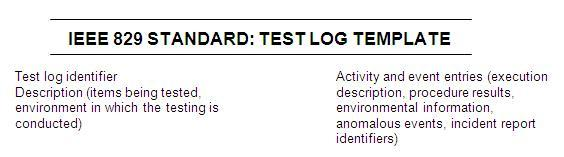 IEEE 829 STANDARD: TEST LOG TEMPLATE
Test log identifier
Description (items being tested,
environment in which the testing is
conducted)
Activity and event entries (execution
description, procedure results,
environmental information,
anomalous events, incident report
identifiers)